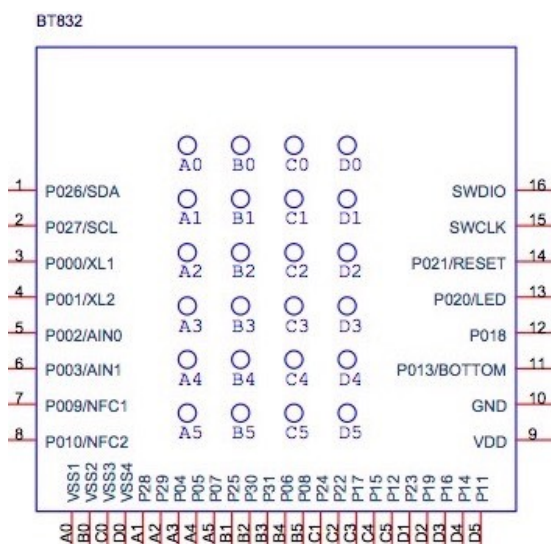 BT832
A0 B0 C0 D0
1 P026/SDA SWDIO 16
A1 B1 C1 D1
2 P027/SCL SWCLK 15
3 P000/XL1 A2 B2 C2 D2 P021/RESET 14
4 P001/XL2 P020/LED 13
A3 B3 C3 D3
5 P002/AIN0 P018 12
6 P003/AIN1 A4 B4 C4 D4 P013/BOTTOM 11
7 P009/NFC1 GND 10
8 P010/NFC2 A5 B5 C5 D5 VDD 9
VSS1 VSS2 VSS3 VSS4 P28 P29 P04 P05 P07 P25 P30 P31 P06 P08 P24 P22 P17 P15 P12 P23 P19 P16 P14 P11
A0 B0 C0 D0 A1 A2 A3 A4 A5 B1 B2 B3 B4 B5 C1 C2 C3 C4 C5 D1 D2 D3 D4 D5